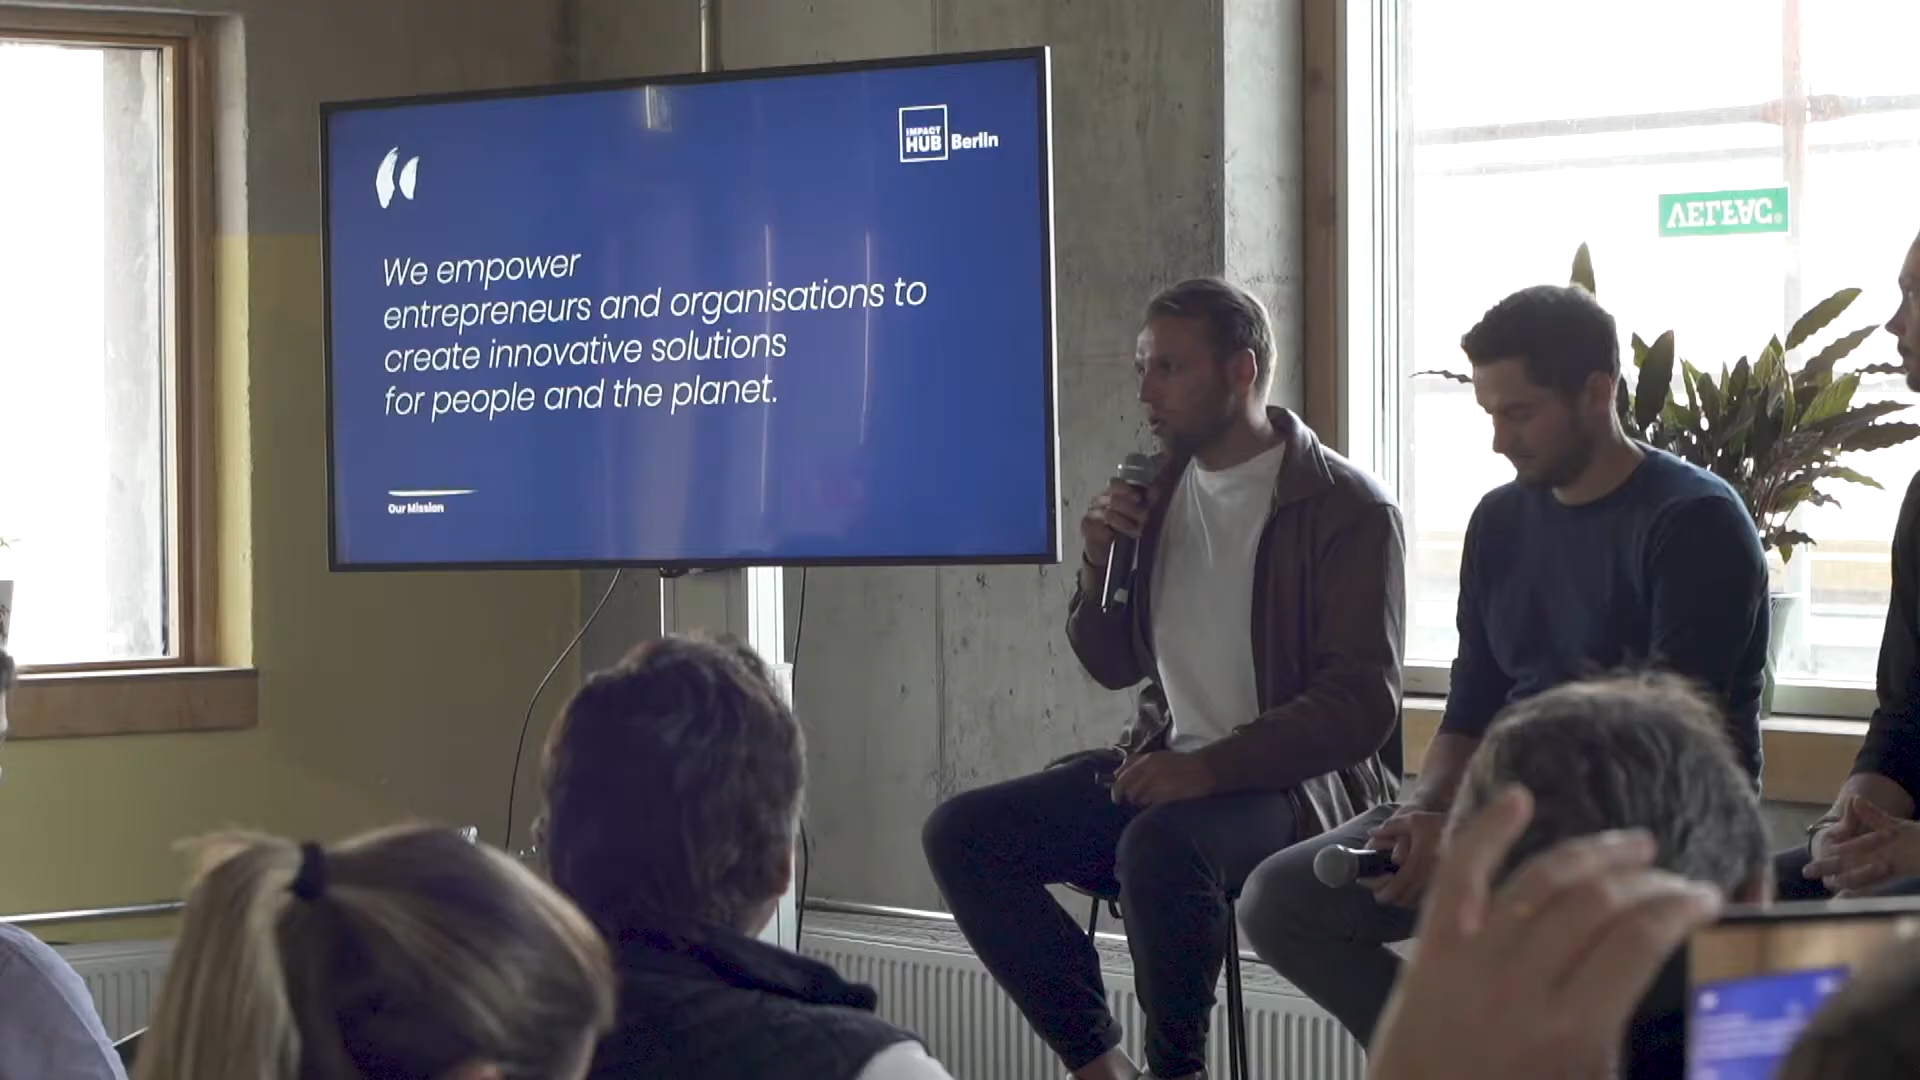 IMPACT
HUB Berlin
We empower
entrepreneurs and organisations to
create innovative solutions
for people and the planet.
Our Mission
VELFAC